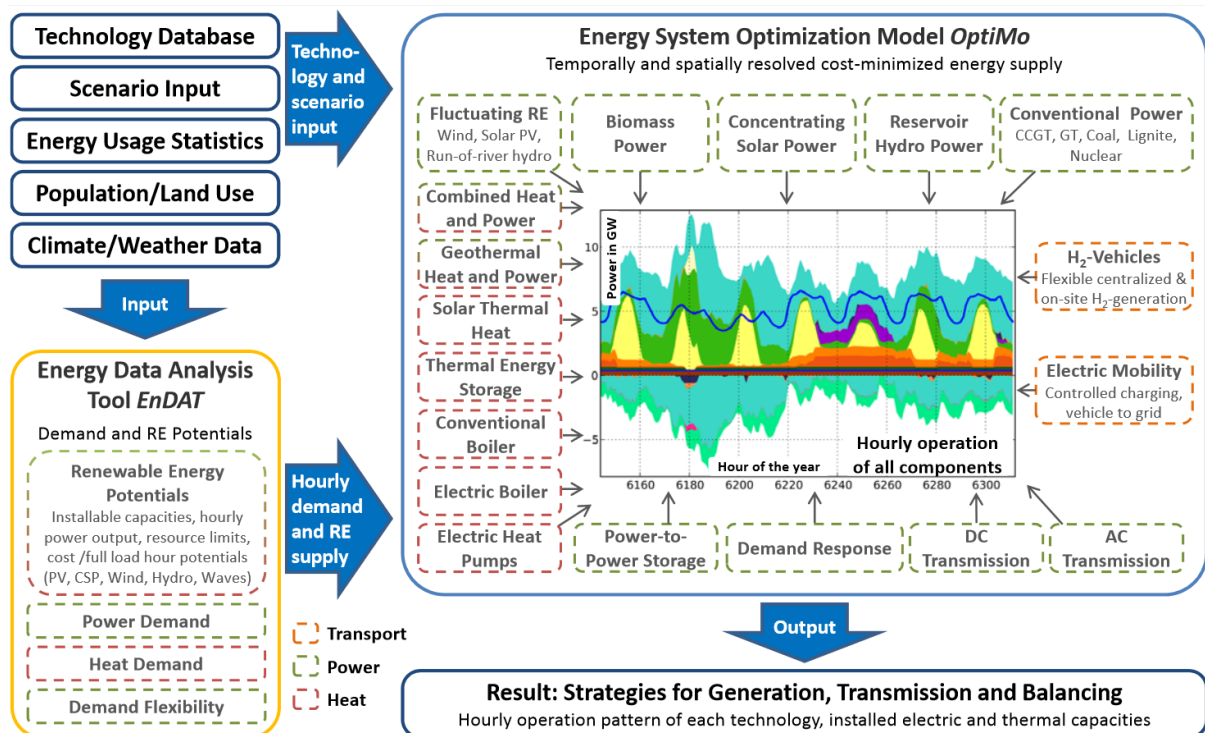 Technology Database
Scenario Input
Energy Usage Statistics
Population/Land Use
Climate/Weather Data
Techno-
logy and
scenario
input
Input
Energy Data Analysis
Tool EnDAT
Demand and RE Potentials
Renewable Energy
Potentials
Installable capacities, hourly
power output, resource limits,
cost /full load hour potentials
(PV, CSP, Wind, Hydro, Waves)
Power Demand
Heat Demand
Demand Flexibility
Hourly
demand
and RE
supply
Transport
Power
Heat
Energy System Optimization Model OptiMo
Temporally and spatially resolved cost-minimized energy supply
Fluctuating RE
Wind, Solar PV,
Run-of-river hydro
Biomass
Power
Concentrating
Solar Power
Reservoir
Hydro Power
Conventional Power
CCGT, GT, Coal, Lignite,
Nuclear
Combined Heat
and Power
Geothermal
Heat and Power
Solar Thermal
Heat
Thermal Energy
Storage
Conventional
Boiler
Electric Boiler
Electric Heat
Pumps
Power in GW
10
5
0
−5
Hour of the year
Hourly operation
of all components
6160 6180 6200 6220 6240 6260 6280 6300
H₂-Vehicles
Flexible centralized &
on-site H₂-generation
Electric Mobility
Controlled charging,
vehicle to grid
Power-to-
Power Storage
Demand Response
DC
Transmission
AC
Transmission
Output
Result: Strategies for Generation, Transmission and Balancing
Hourly operation pattern of each technology, installed electric and thermal capacities